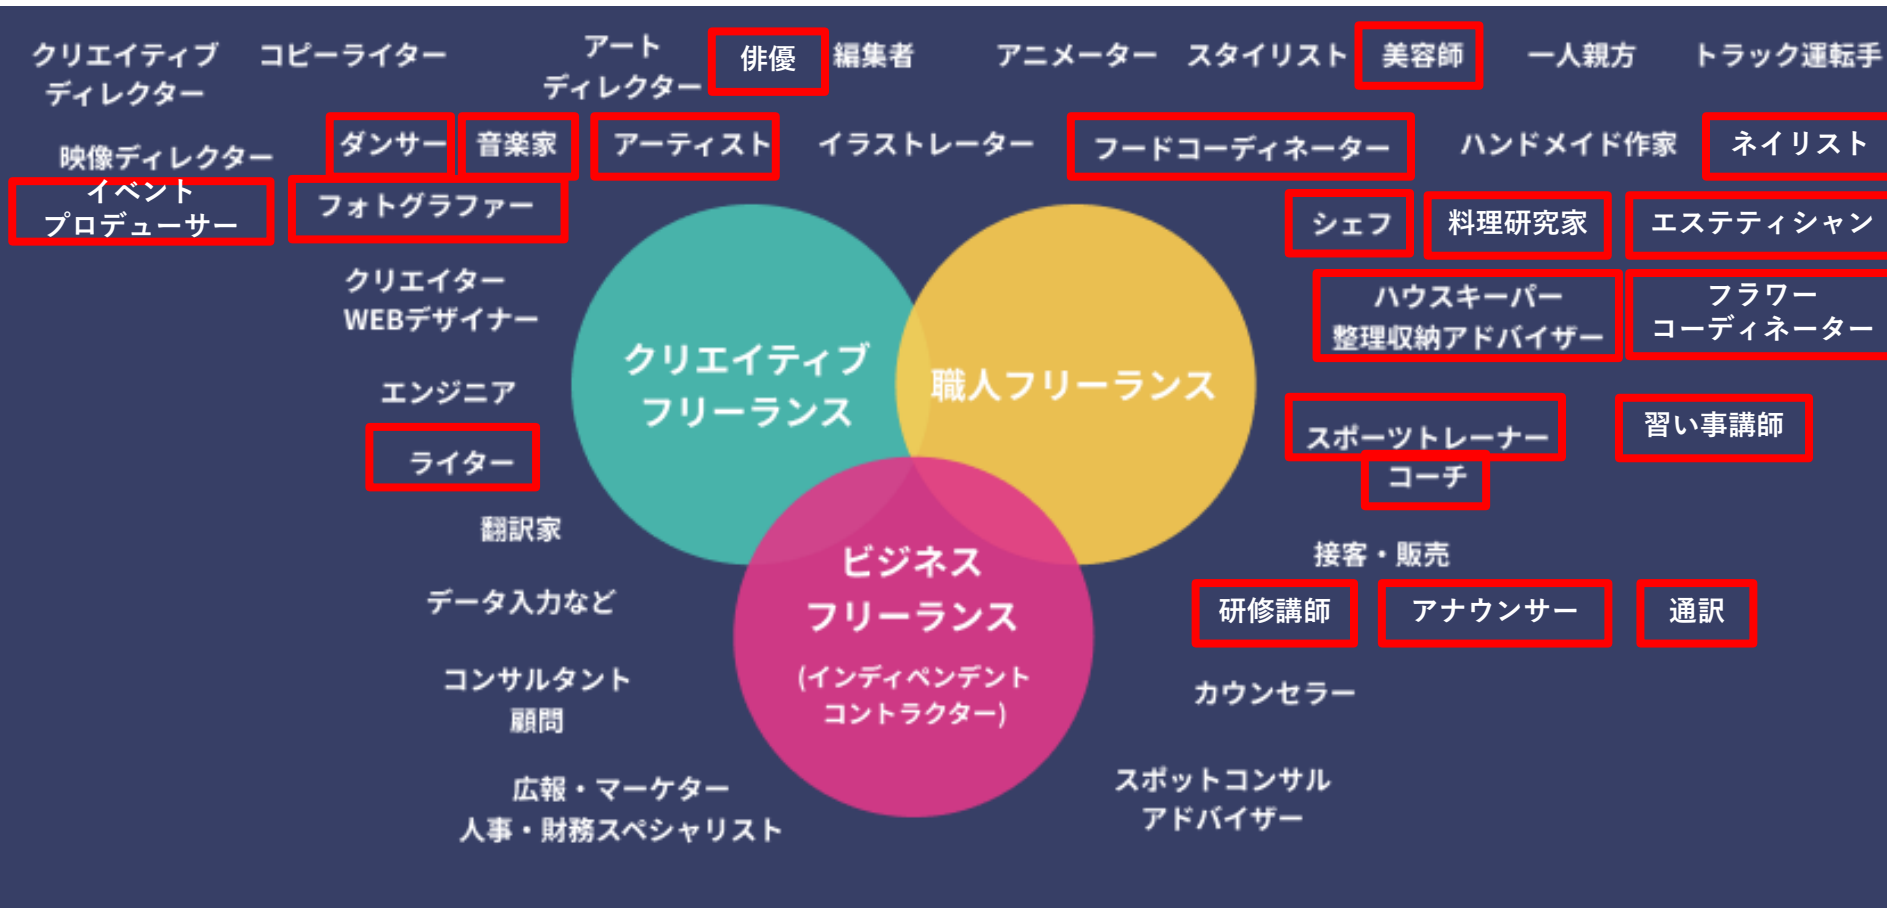 クリエイティブ
ディレクター
コピーライター
アート
ディレクター
俳優
編集者
アニメーター
スタイリスト
美容師
一人親方
トラック運転手
映像ディレクター
ダンサー
音楽家
アーティスト
イラストレーター
フードコーディネーター
ハンドメイド作家
ネイリスト
イベント
プロデューサー
フォトグラファー
シェフ
料理研究家
エステティシャン
クリエイター
WEBデザイナー
ハウスキーパー
整理収納アドバイザー
フラワー
コーディネーター
クリエイティブ
フリーランス
職人フリーランス
エンジニア
ライター
スポーツトレーナー
コーチ
習い事講師
翻訳家
接客・販売
ビジネス
フリーランス
(インディペンデント
コントラクター)
データ入力など
研修講師
アナウンサー
通訳
コンサルタント
顧問
カウンセラー
広報・マーケター
人事・財務スペシャリスト
スポットコンサル
アドバイザー